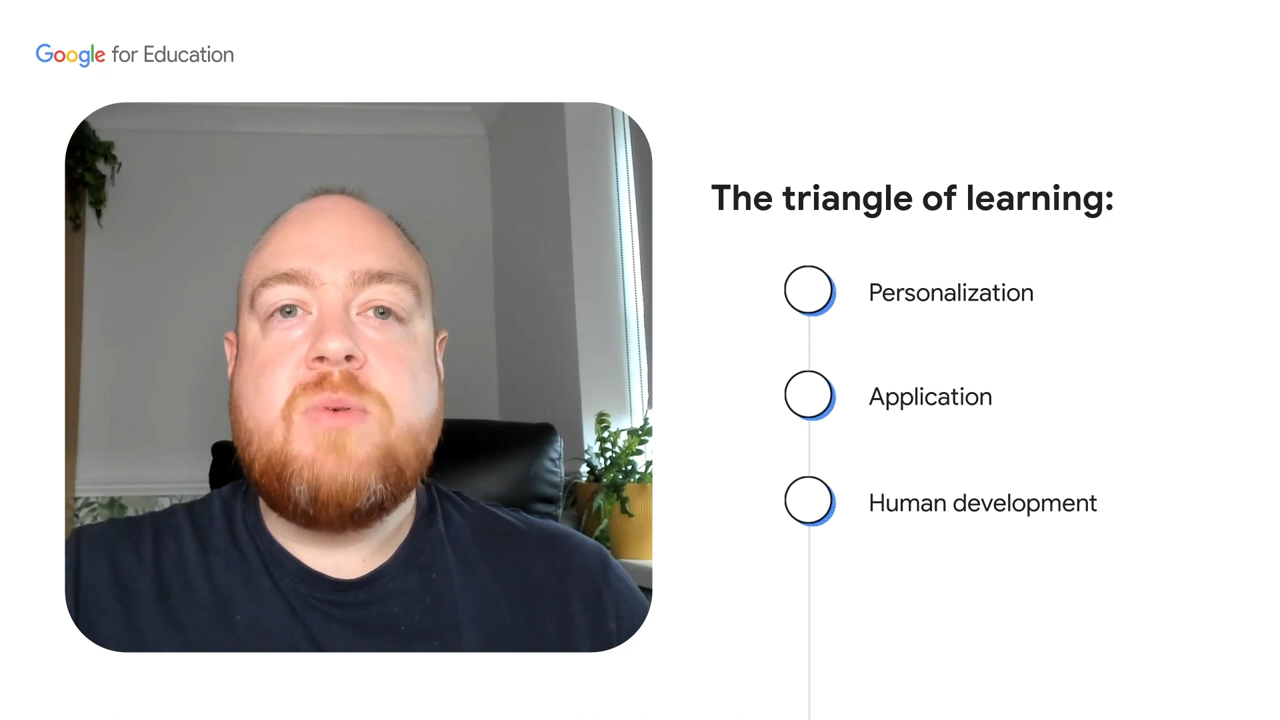 Google for Education
The triangle of learning:
Personalization
Application
Human development